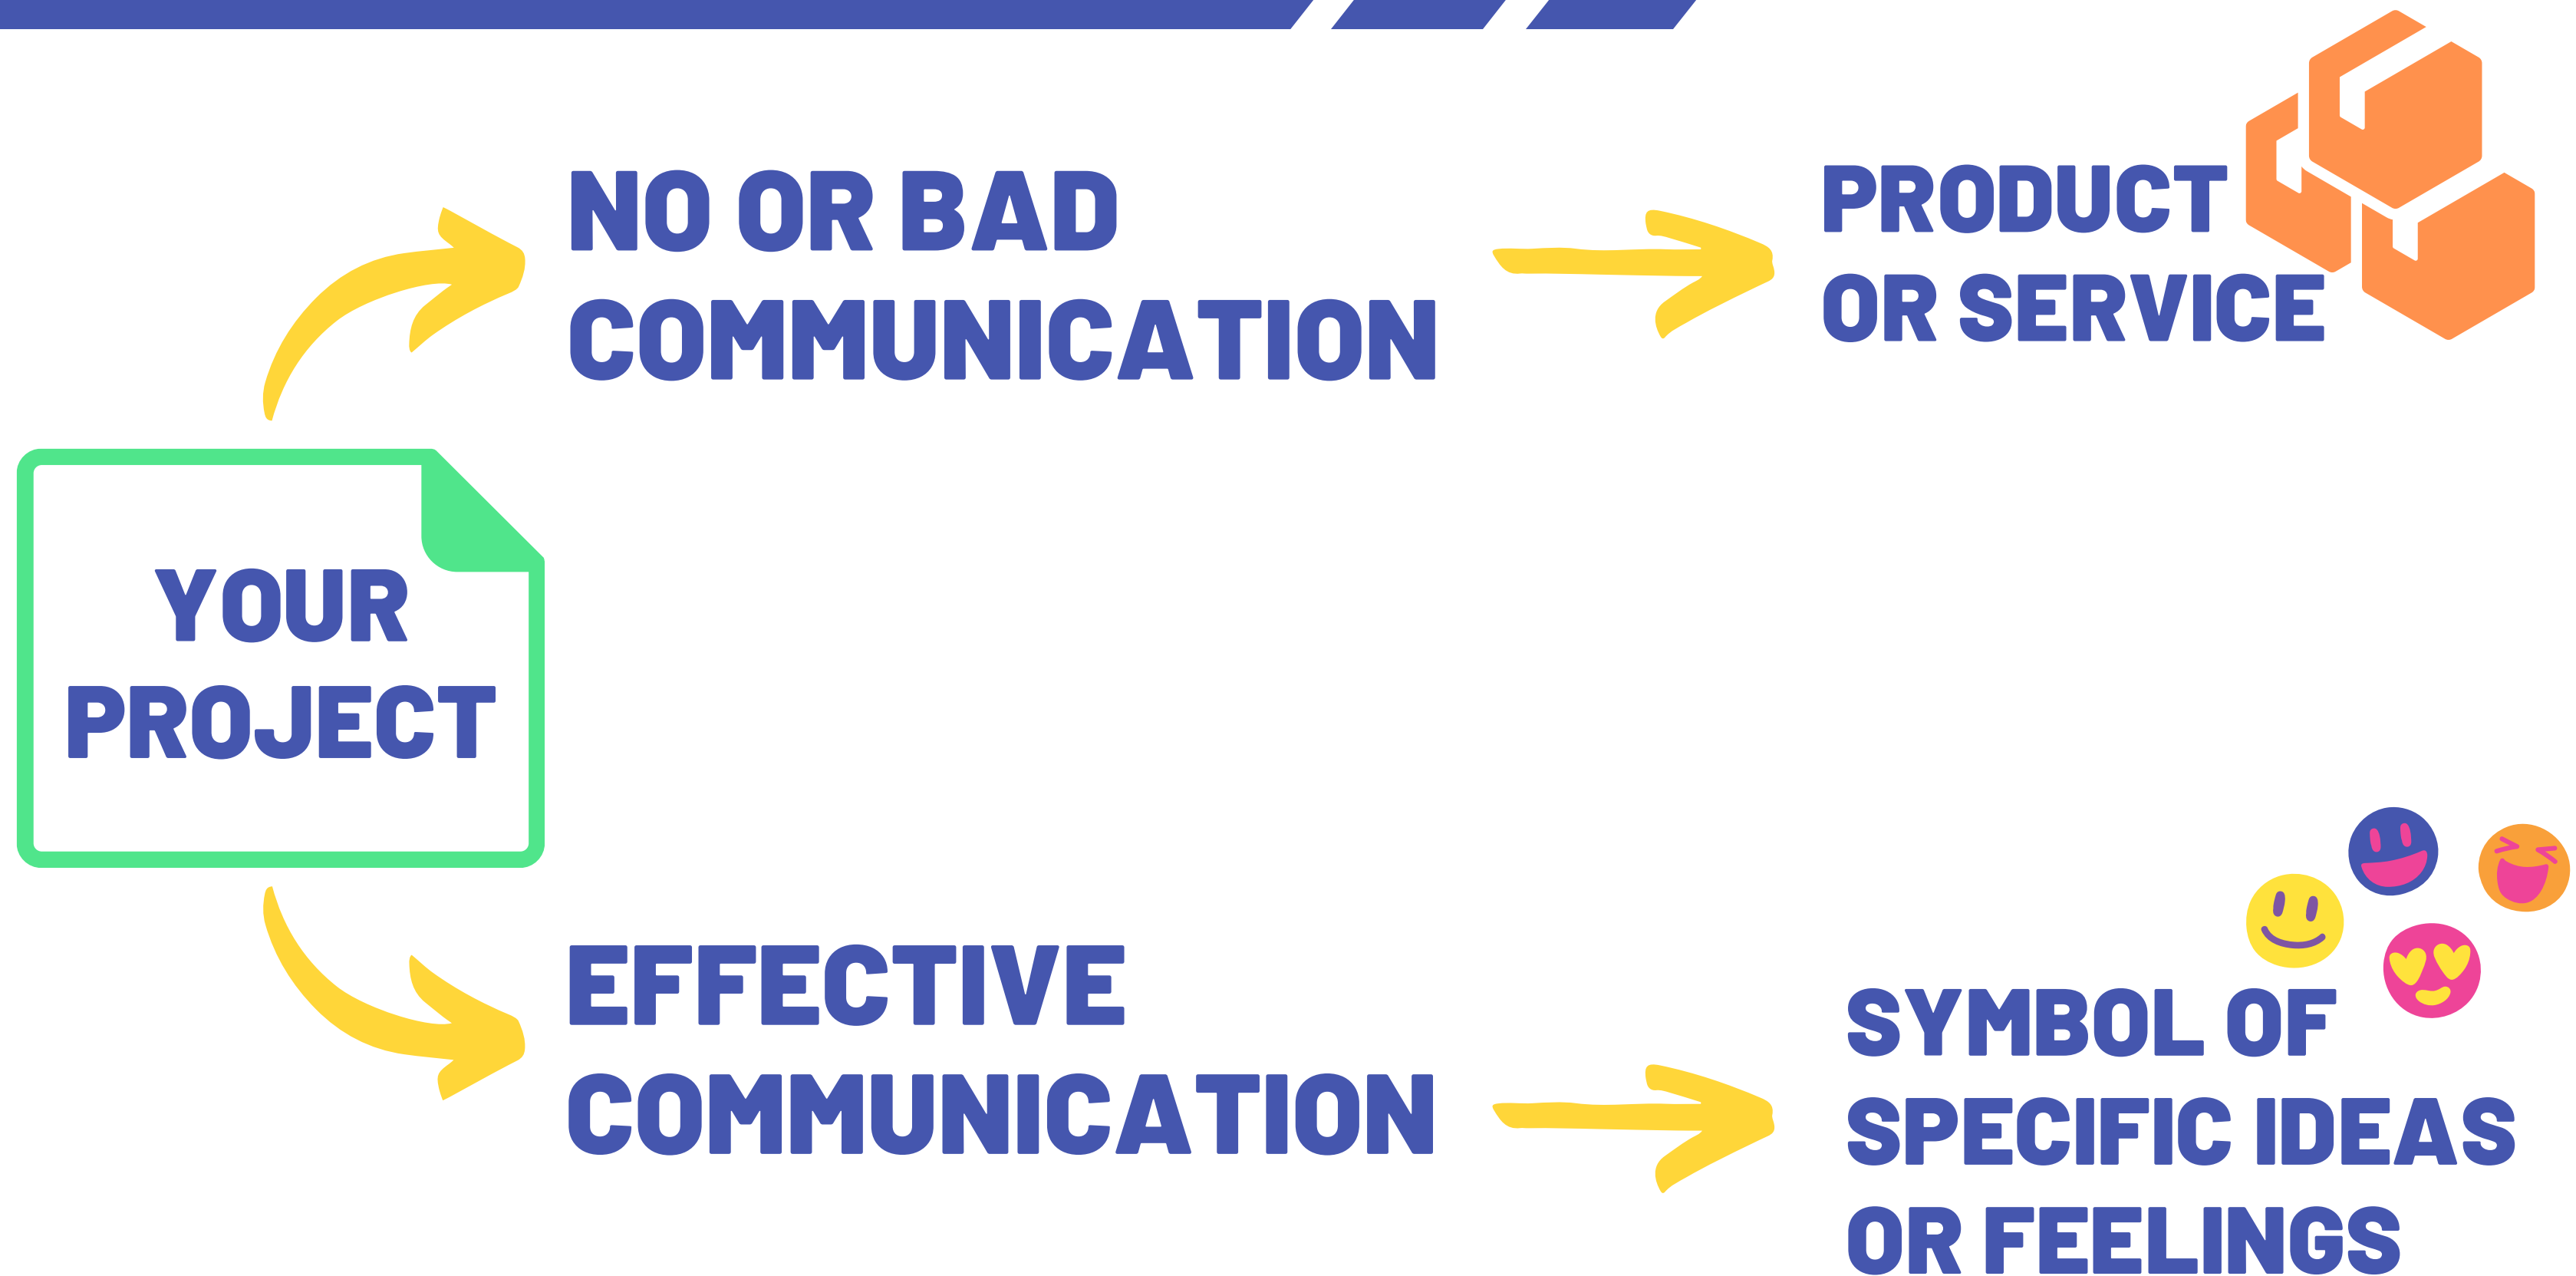 NO OR BAD
COMMUNICATION
PRODUCT
OR SERVICE
YOUR
PROJECT
EFFECTIVE
COMMUNICATION
SYMBOL OF
SPECIFIC IDEAS
OR FEELINGS